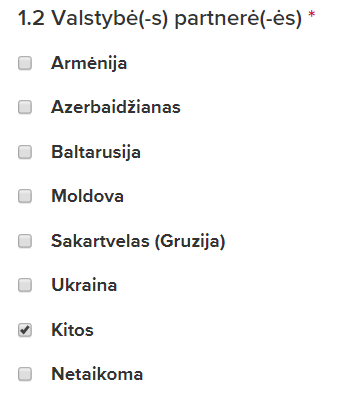 1.2 Valstybė(-s) partnerė(-ės) *
Armėnija
Azerbaidžianas
Baltarusija
Moldova
Sakartvelas (Gruzija)
Ukraina
Kitos
Netaikoma